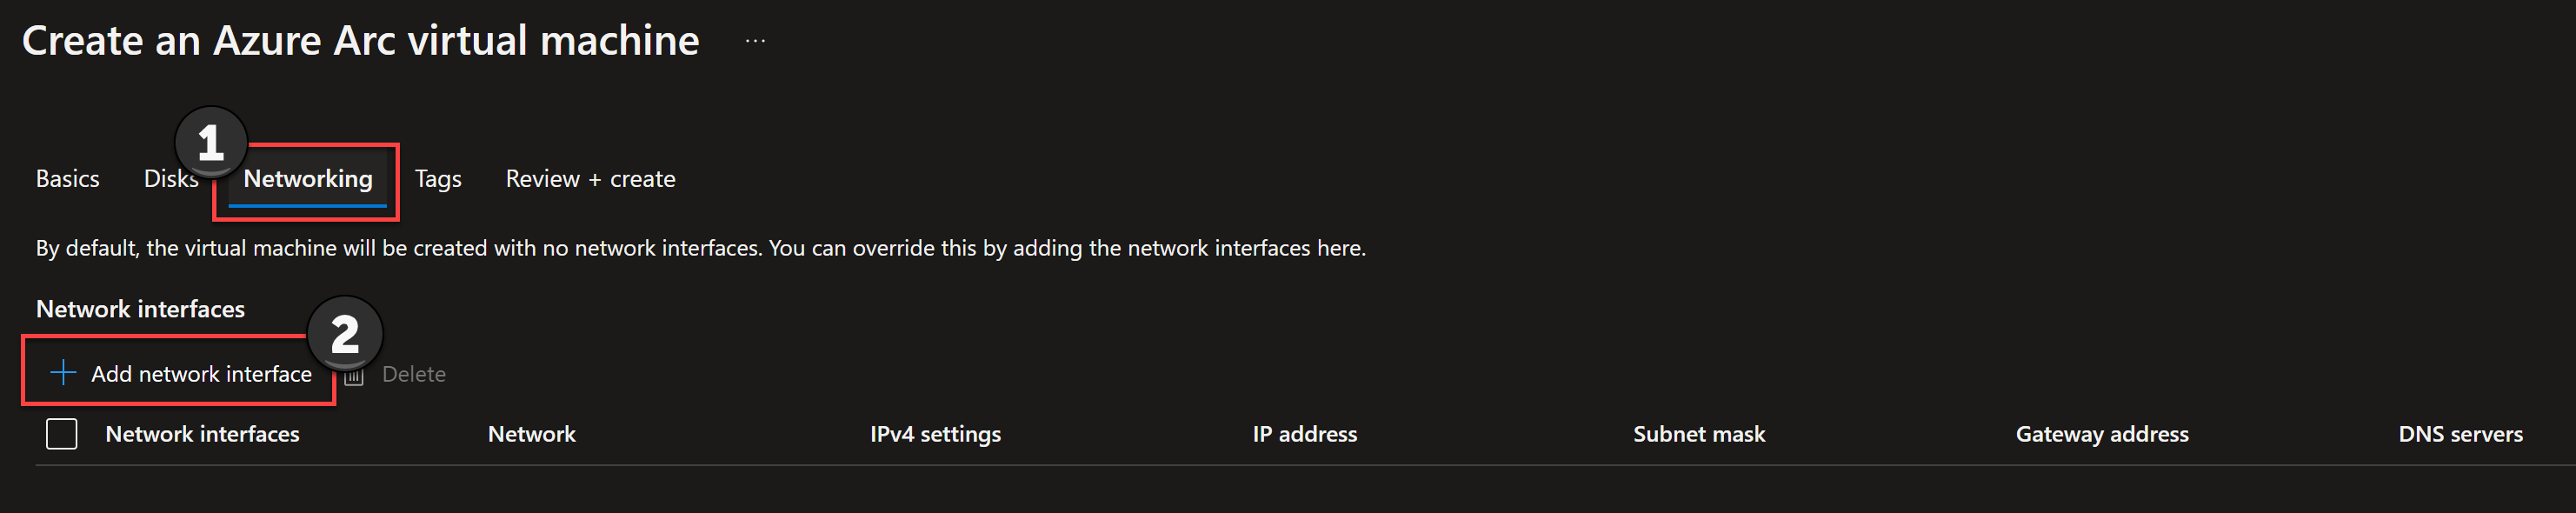 Create an Azure Arc virtual machine ...
1
Basics Disks Networking Tags Review + create
By default, the virtual machine will be created with no network interfaces. You can override this by adding the network interfaces here.
Network interfaces
2
Add network interface Delete
Network interfaces Network IPv4 settings IP address Subnet mask Gateway address DNS servers